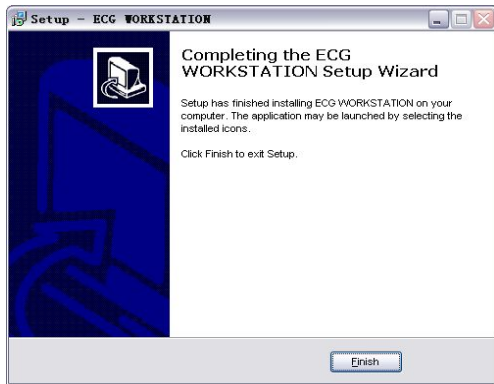 Setup - ECG WORKSTATION
Completing the ECG
WORKSTATION Setup Wizard
Setup has finished installing ECG WORKSTATION on your
computer. The application may be launched by selecting the
installed icons.
Click Finish to exit Setup.
Finish